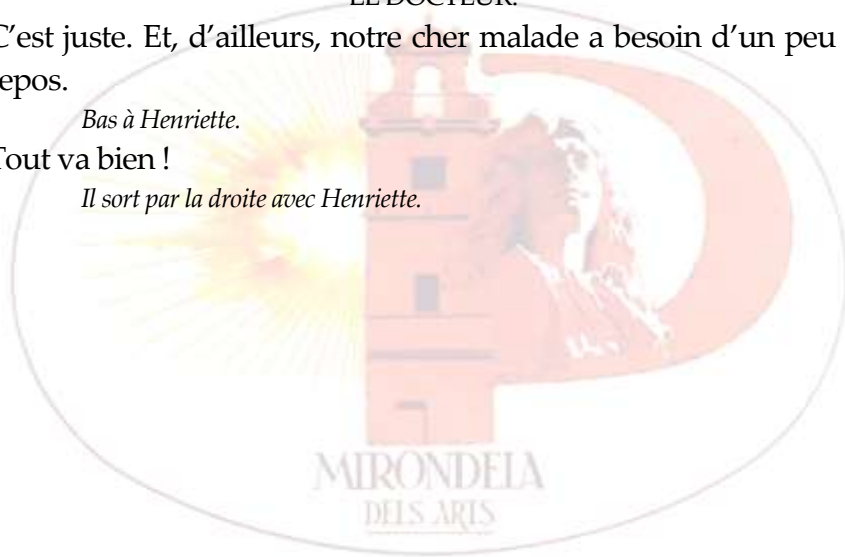 LE DOCTEUR.
C’est juste. Et, d’ailleurs, notre cher malade a besoin d’un peu
repos.
Bas à Henriette.
Tout va bien !
Il sort par la droite avec Henriette.
MIRONDELA
DELS ARTS